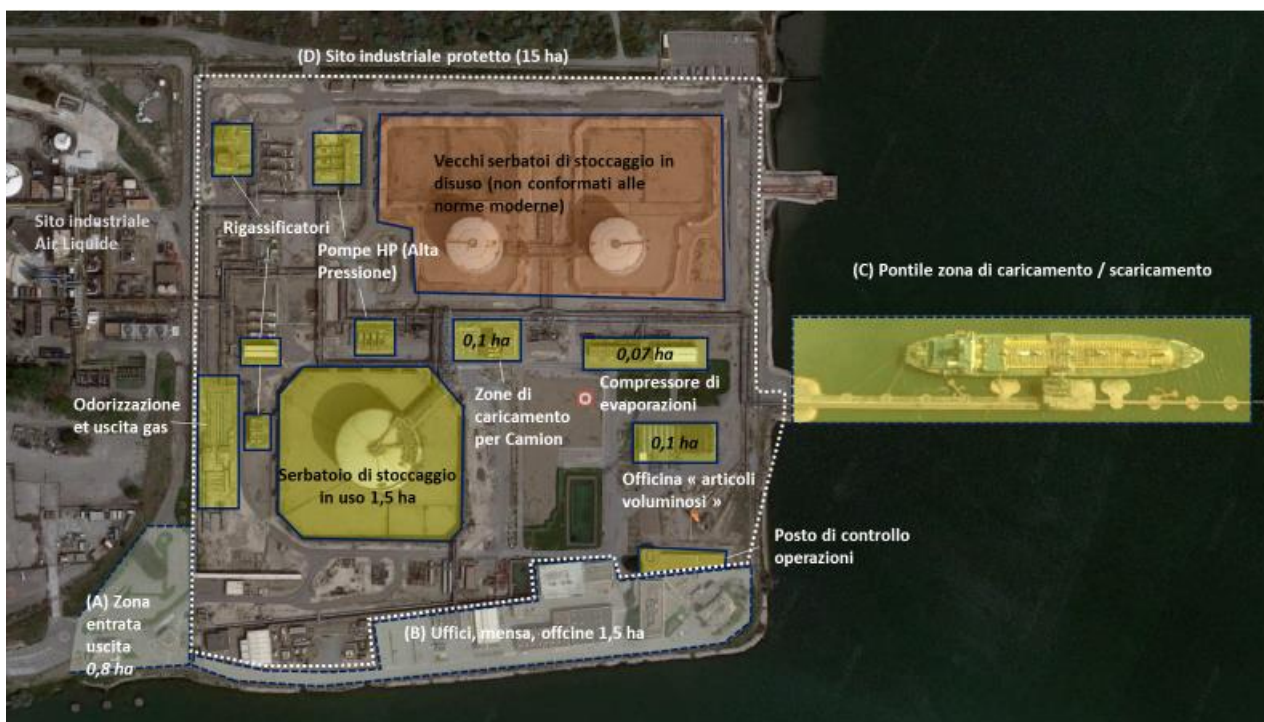 (D) Sito industriale protetto (15 ha)
Vecchi serbatoi di stoccaggio in
disuso (non conformati alle
norme moderne)
Sito industriale
Air Liquide
Rigassificatori
Pompe HP (Alta
Pressione)
(C) Pontile zona di caricamento / scaricamento
0,1 ha
0,07 ha
Zone di
caricamento
per Camion
Compressore di
evaporazioni
Odorizzazione
et uscita gas
0,1 ha
Serbatoio di stoccaggio
in uso 1,5 ha
Officina « articoli
voluminosi »
Posto di controllo
operazioni
(A) Zona
entrata
uscita
0,8 ha
(B) Uffici, mensa, offcine 1,5 ha